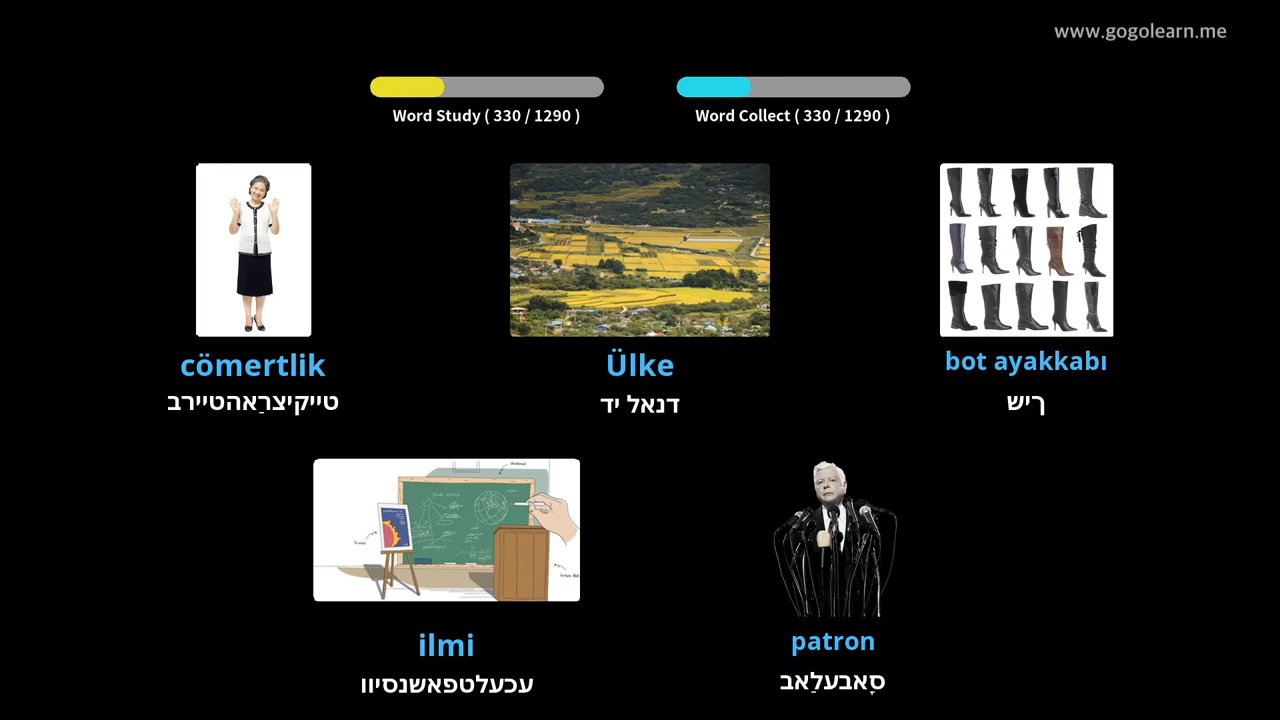 www.gogolearn.me
Word Study ( 330 / 1290 )
Word Collect ( 330 / 1290 )
cömertlik
Ülke
bot ayakkabı
טייקיצרַאהטיירב
דנאל יד
ךיש
ilmi
patron
עכעלטפאשנסיוו
סָאבעלַאב